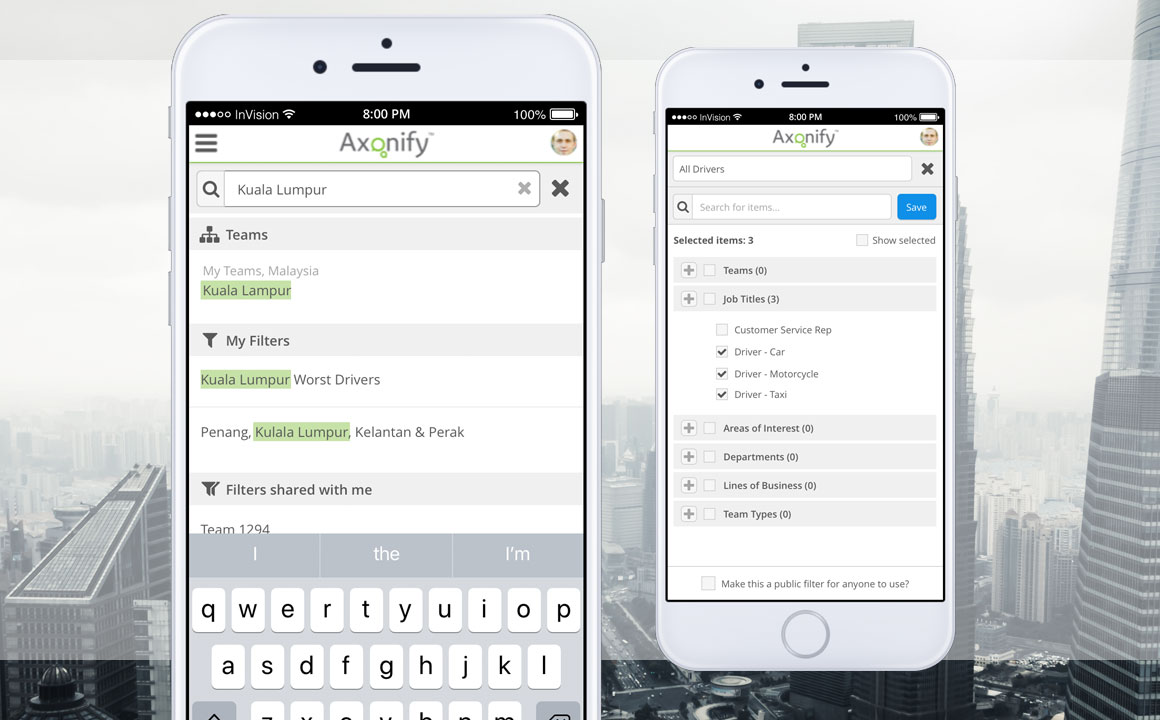 InVision
8:00 PM
100%
Axonify™
Kuala Lumpur
Teams
My Teams, Malaysia
Kuala Lampur
My Filters
Kuala Lumpur Worst Drivers
Penang, Kulala Lumpur, Kelantan & Perak
Filters shared with me
Team 1294
I the I'm
q w e r t y u i o p
a s d f g h j k l
z x c v b n m
InVision
8:00 PM
100%
Axonify™
All Drivers
Search for items...
Save
Selected items: 3
Show selected
Teams (0)
Job Titles (3)
Customer Service Rep
Driver - Car
Driver - Motorcycle
Driver - Taxi
Areas of Interest (0)
Departments (0)
Lines of Business (0)
Team Types (0)
Make this a public filter for anyone to use?